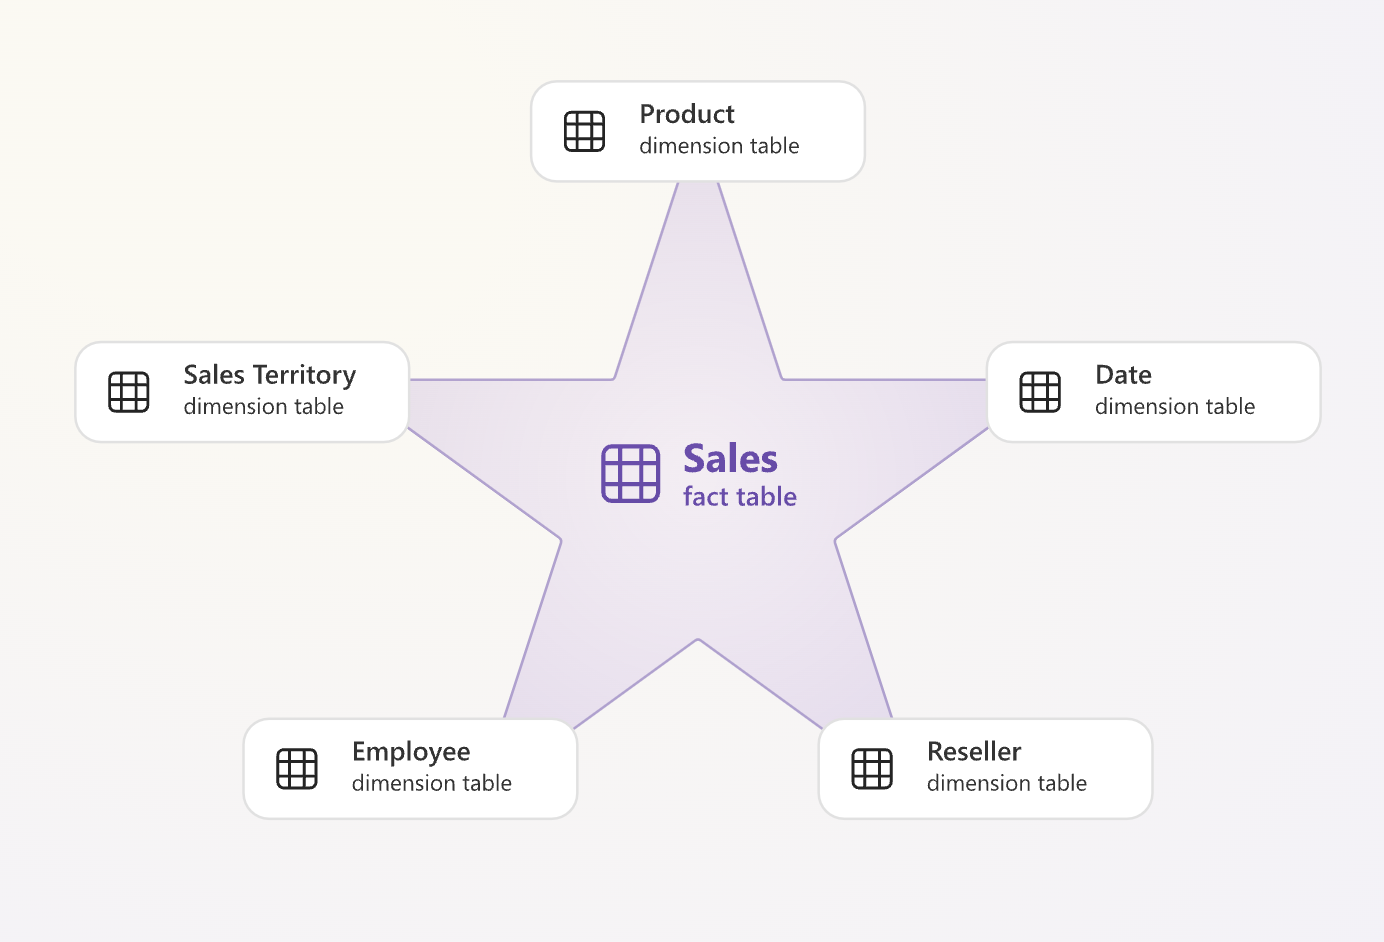 Product
dimension table
Sales Territory
dimension table
Date
dimension table
Sales
fact table
Employee
dimension table
Reseller
dimension table